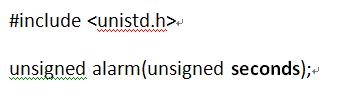 #include <unistd.h>
unsigned alarm(unsigned seconds);